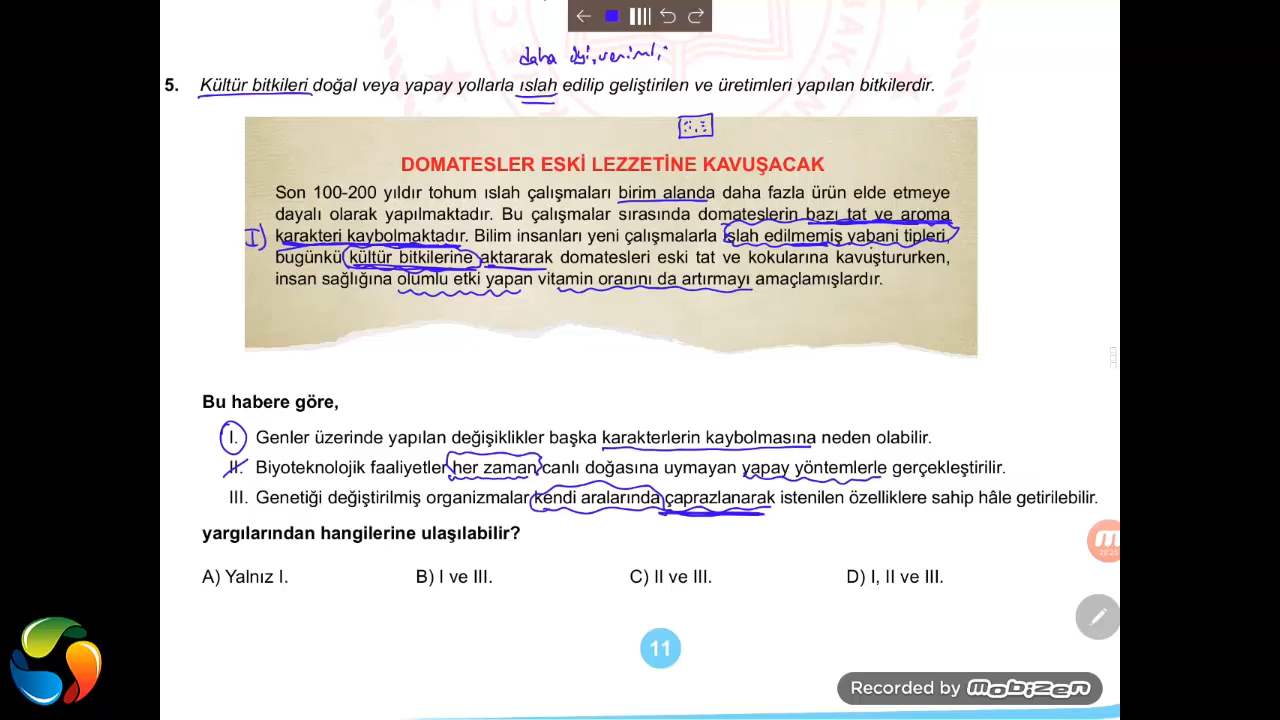 daha iyi, verimli
5. Kültür bitkileri doğal veya yapay yollarla ıslah edilip geliştirilen ve üretimleri yapılan bitkilerdir.
DOMATESLER ESKİ LEZZETİNE KAVUŞACAK
Son 100-200 yıldır tohum ıslah çalışmaları birim alanda daha fazla ürün elde etmeye
dayalı olarak yapılmaktadır. Bu çalışmalar sırasında domateslerin bazı tat ve aroma
I) karakteri kaybolmaktadır. Bilim insanları yeni çalışmalarla ıslah edilmemiş yabani tipleri,
bugünkü kültür bitkilerine aktararak domatesleri eski tat ve kokularına kavuştururken,
insan sağlığına olumlu etki yapan vitamin oranını da artırmayı amaçlamışlardır.
Bu habere göre,
I. Genler üzerinde yapılan değişiklikler başka karakterlerin kaybolmasına neden olabilir.
II. Biyoteknolojik faaliyetler her zaman canlı doğasına uymayan yapay yöntemlerle gerçekleştirilir.
III. Genetiği değiştirilmiş organizmalar kendi aralarında çaprazlanarak istenilen özelliklere sahip hâle getirilebilir.
yargılarından hangilerine ulaşılabilir?
A) Yalnız I. B) I ve III. C) II ve III. D) I, II ve III.
11
Recorded by mobizen